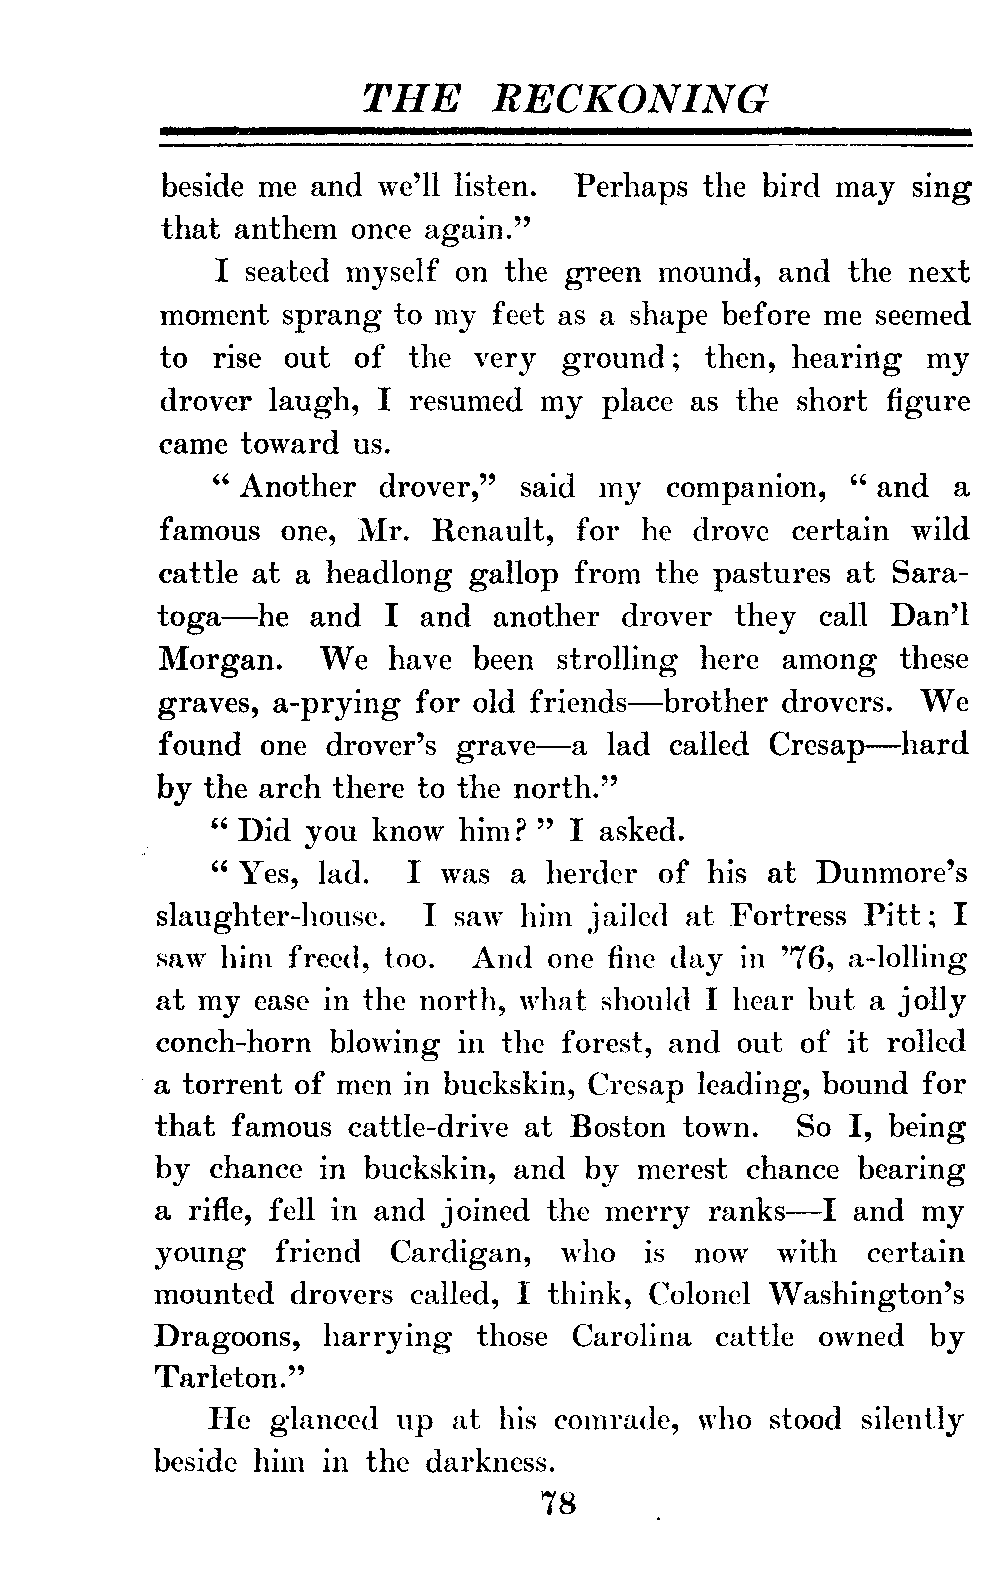 THE RECKONING
beside me and we'll listen. Perhaps the bird may sing
that anthem once again."
I seated myself on the green mound, and the next
moment sprang to my feet as a shape before me seemed
to rise out of the very ground; then, hearing my
drover laugh, I resumed my place as the short figure
came toward us.
"Another drover," said my companion, "and a
famous one, Mr. Renault, for he drove certain wild
cattle at a headlong gallop from the pastures at Sara-
toga—he and I and another drover they call Dan'l
Morgan. We have been strolling here among these
graves, a-prying for old friends—brother drovers. We
found one drover's grave—a lad called Cresap—hard
by the arch there to the north."
"Did you know him?" I asked.
"Yes, lad. I was a herder of his at Dunmore's
slaughter-house. I saw him jailed at Fortress Pitt; I
saw him freed, too. And one fine day in '76, a-lolling
at my ease in the north, what should I hear but a jolly
conch-horn blowing in the forest, and out of it rolled
a torrent of men in buckskin, Cresap leading, bound for
that famous cattle-drive at Boston town. So I, being
by chance in buckskin, and by merest chance bearing
a rifle, fell in and joined the merry ranks—I and my
young friend Cardigan, who is now with certain
mounted drovers called, I think, Colonel Washington's
Dragoons, harrying those Carolina cattle owned by
Tarleton."
He glanced up at his comrade, who stood silently
beside him in the darkness.
78